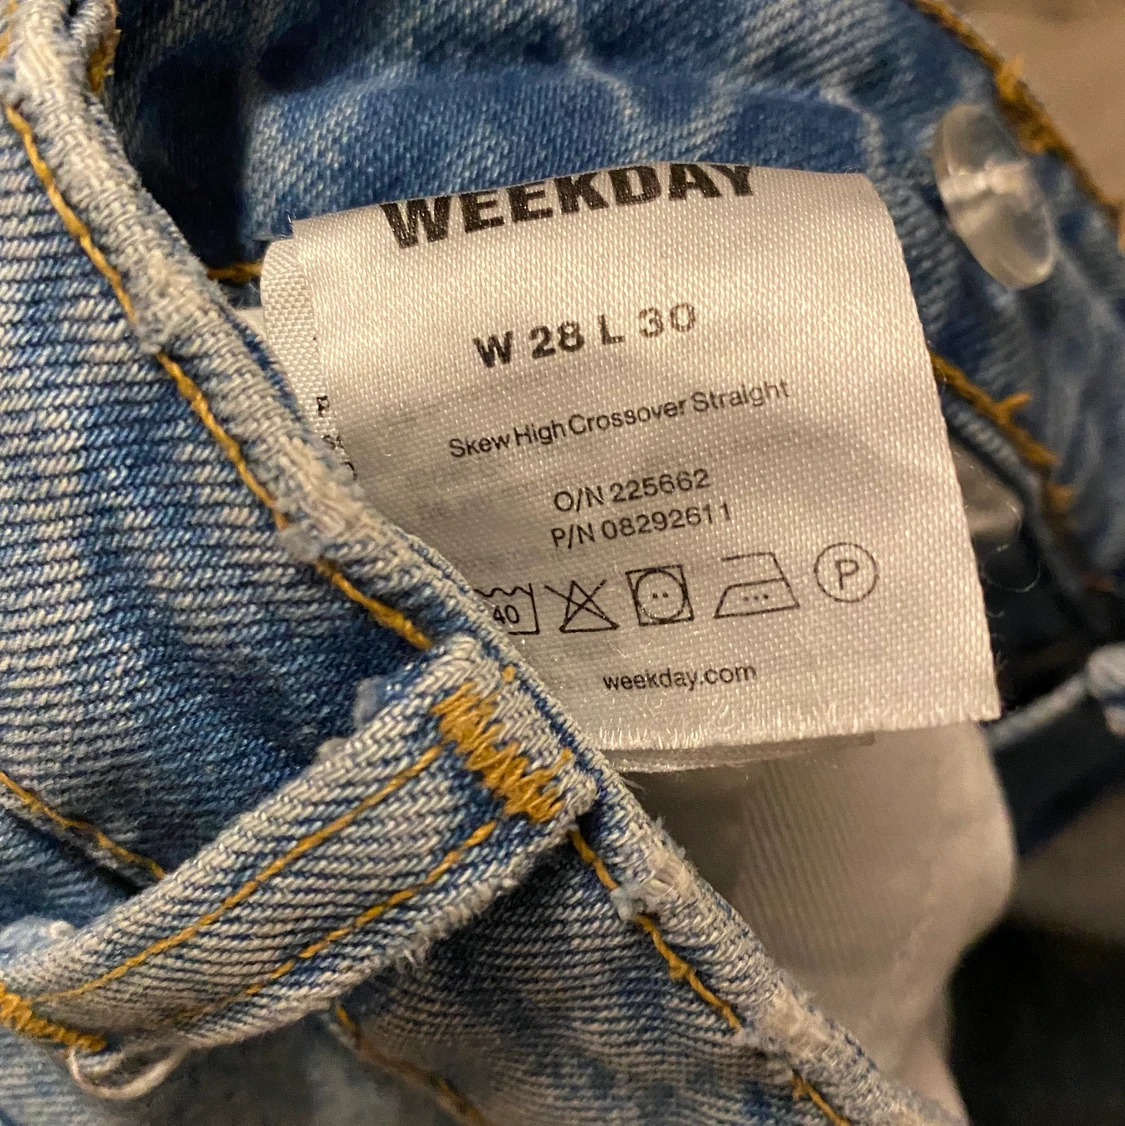 WEEKDAY
W 28 L 30
Skew High Crossover Straight
O/N 225662
P/N 08292611
40
P
weekday.com